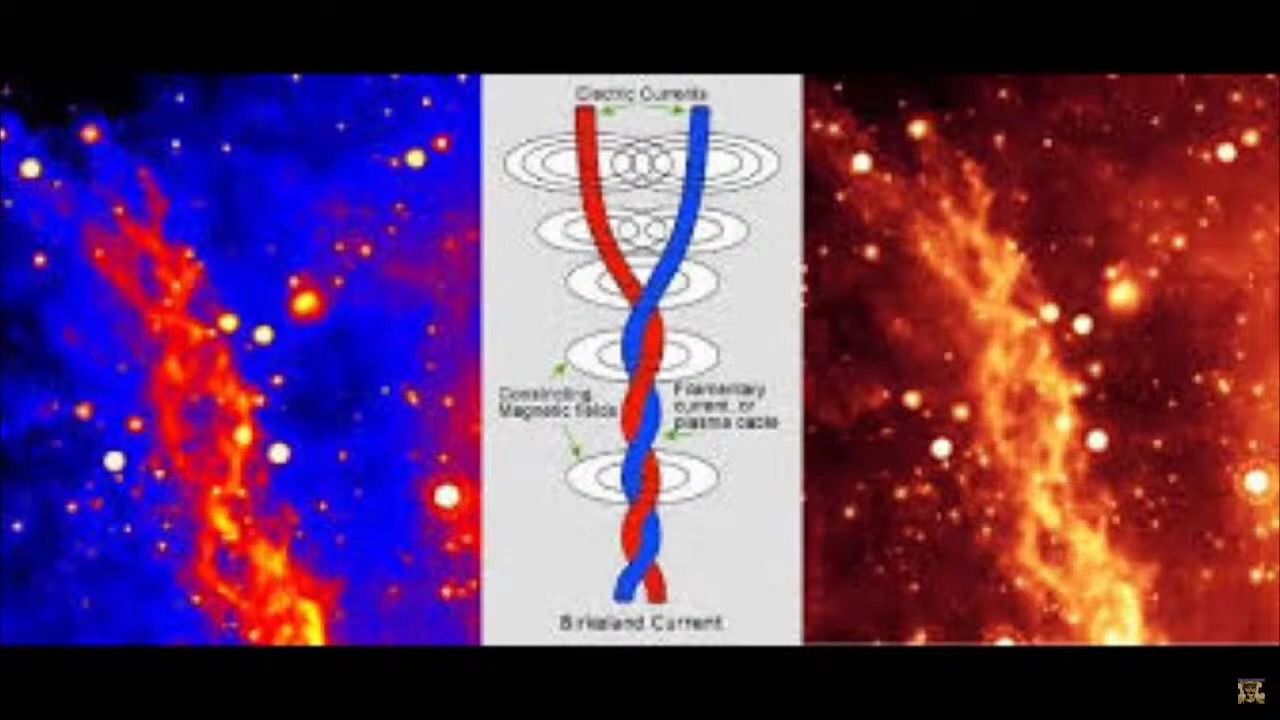 Electric Currents
Constricting
Magnetic fields
Filamentary
current, or
plasma cable
Birkeland Current